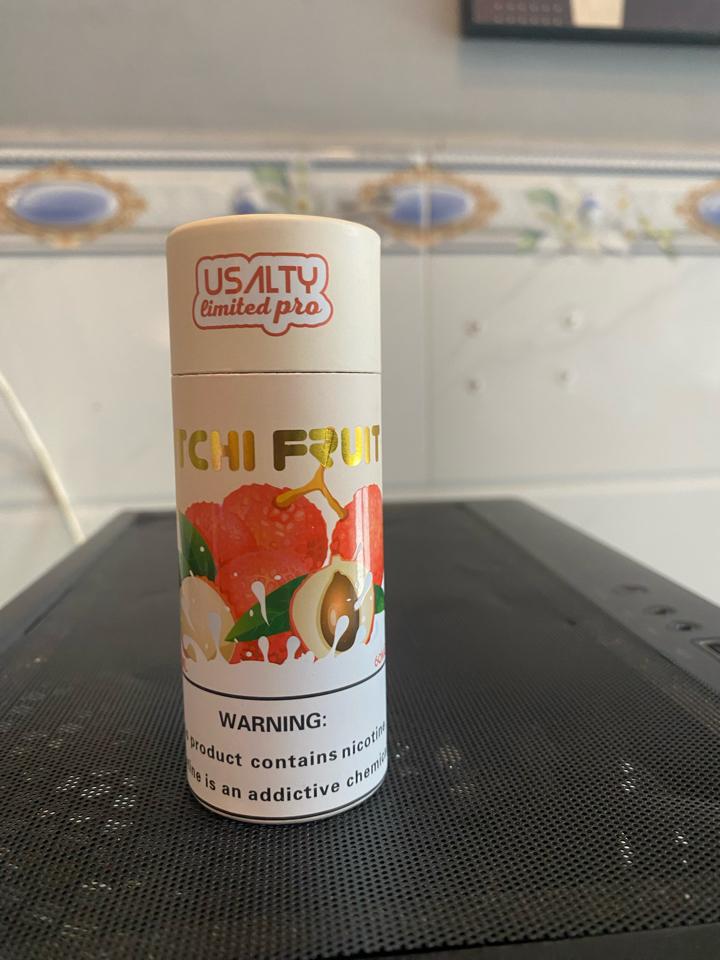 USALTY
limited pro
TCHI FRUIT
WARNING:
product contains nicotine
is an addictive